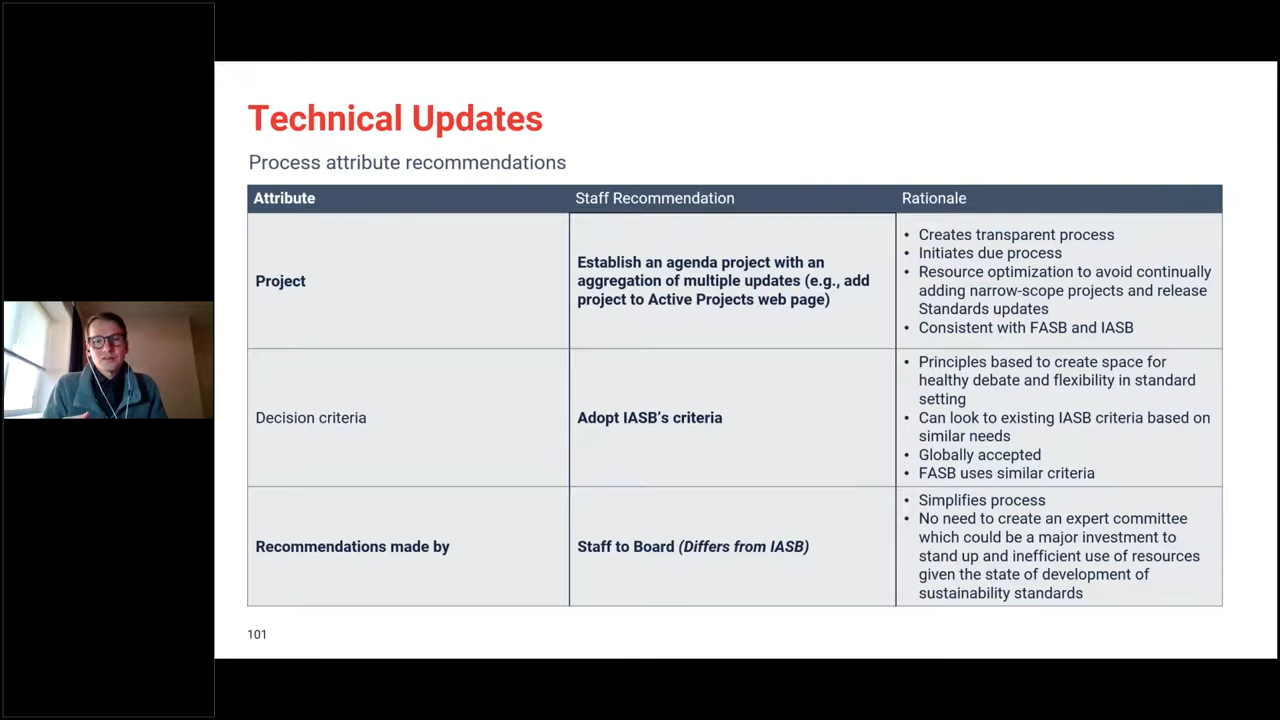 Technical Updates
Process attribute recommendations
Attribute
Staff Recommendation
Rationale
Project
Establish an agenda project with an
aggregation of multiple updates (e.g., add
project to Active Projects web page)
• Creates transparent process
• Initiates due process
• Resource optimization to avoid continually
adding narrow-scope projects and release
Standards updates
• Consistent with FASB and IASB
Decision criteria
Adopt IASB's criteria
• Principles based to create space for
healthy debate and flexibility in standard
setting
• Can look to existing IASB criteria based on
similar needs
• Globally accepted
• FASB uses similar criteria
Recommendations made by
Staff to Board (Differs from IASB)
• Simplifies process
• No need to create an expert committee
which could be a major investment to
stand up and inefficient use of resources
given the state of development of
sustainability standards
101